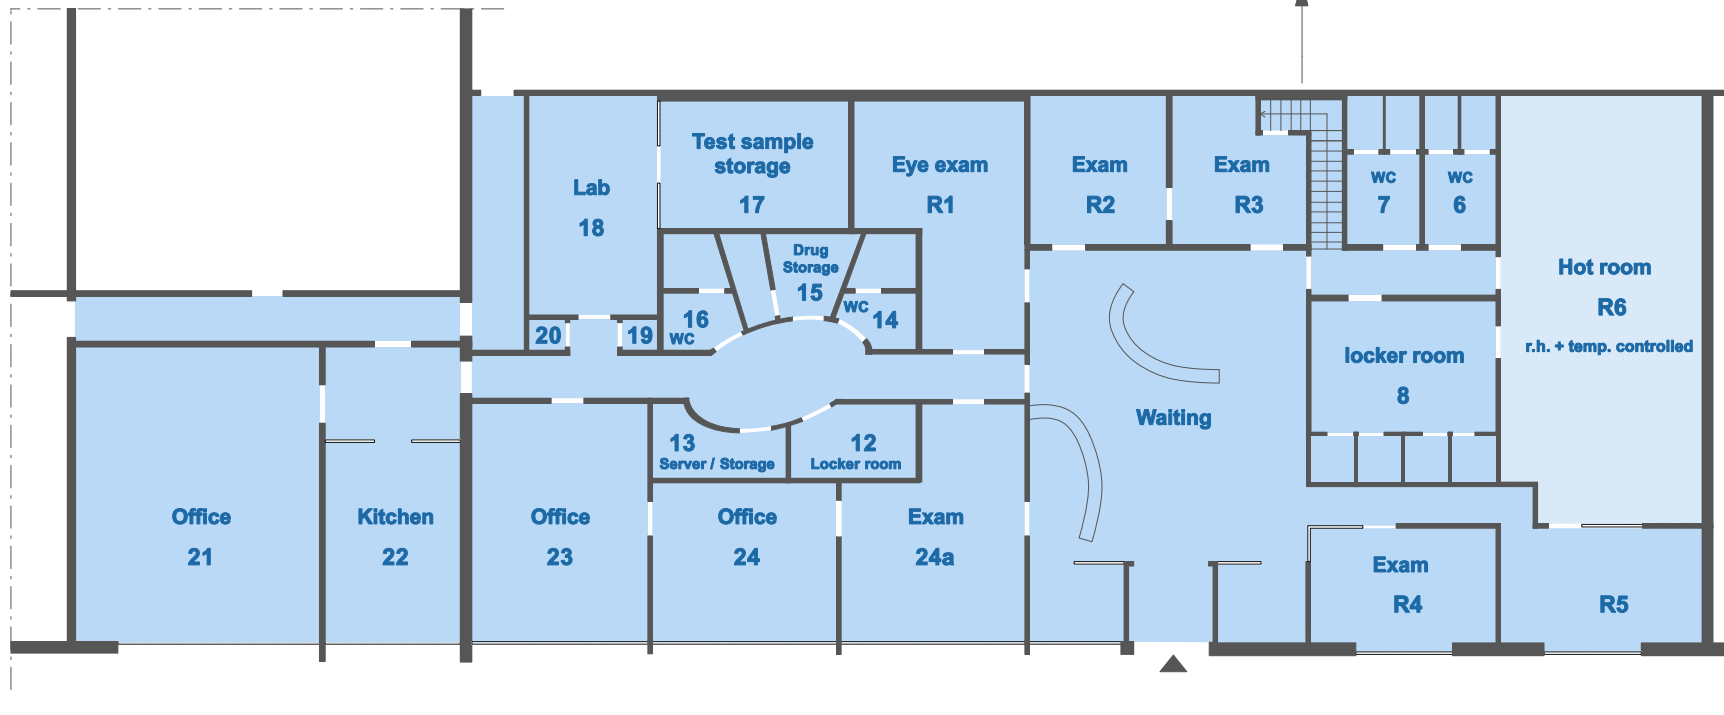 Lab
18
Test sample
storage
17
Eye exam
R1
Exam
R2
Exam
R3
WC
7
WC
6
Hot room
R6
r.h. + temp. controlled
Drug
Storage
15
16
WC
WC
14
20
19
locker room
8
Waiting
13
Server / Storage
12
Locker room
Office
21
Kitchen
22
Office
23
Office
24
Exam
24a
Exam
R4
R5